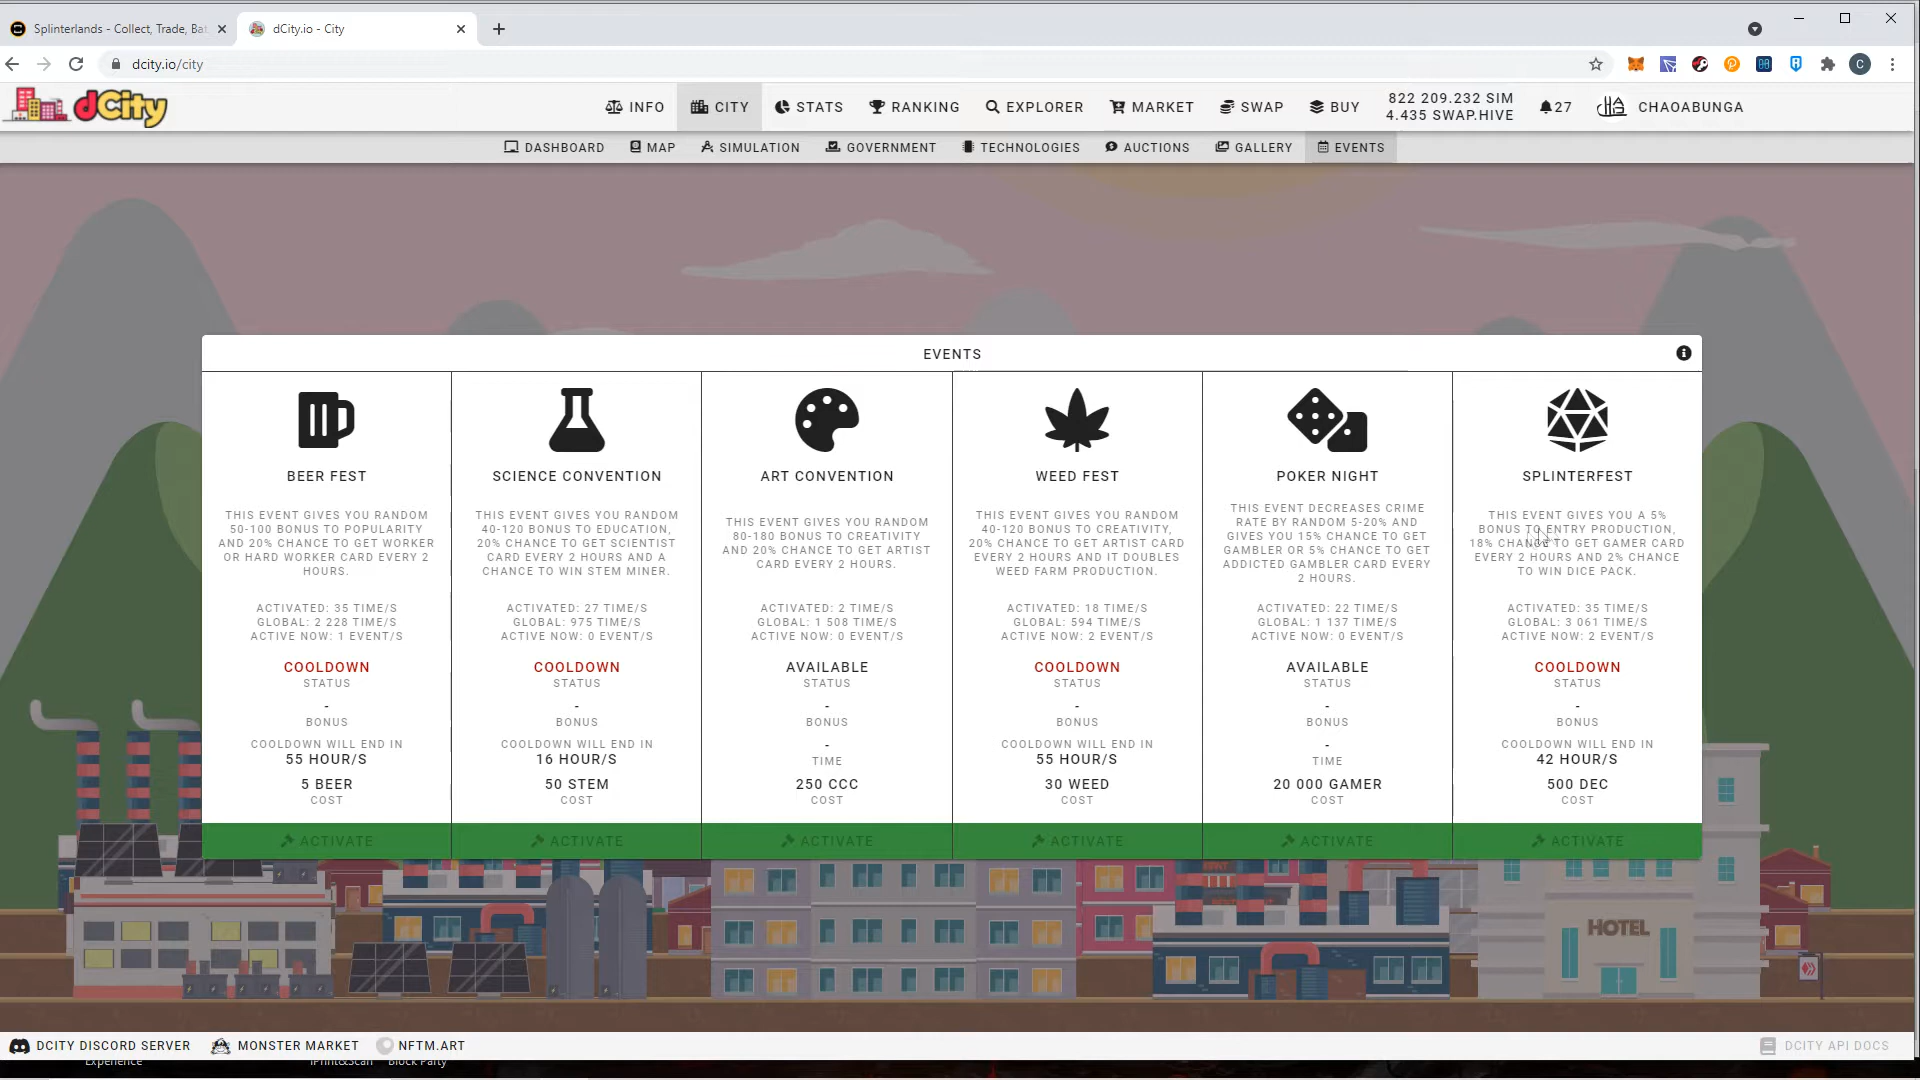 Splinterlands - Collect, Trade, Bat
dCity.io - City
dcity.io/city
C
dCity
INFO
CITY
STATS
RANKING
EXPLORER
MARKET
SWAP
BUY
822 209.232 SIM
4.435 SWAP.HIVE
27
CHAOABUNGA
DASHBOARD
MAP
SIMULATION
GOVERNMENT
TECHNOLOGIES
AUCTIONS
GALLERY
EVENTS
EVENTS
BEER FEST
THIS EVENT GIVES YOU RANDOM
50-100 BONUS TO POPULARITY
AND 20% CHANCE TO GET WORKER
OR HARD WORKER CARD EVERY 2
HOURS.
ACTIVATED: 35 TIME/S
GLOBAL: 2 228 TIME/S
ACTIVE NOW: 1 EVENT/S
COOLDOWN
STATUS
-
BONUS
COOLDOWN WILL END IN
55 HOUR/S
5 BEER
COST
ACTIVATE
SCIENCE CONVENTION
THIS EVENT GIVES YOU RANDOM
40-120 BONUS TO EDUCATION,
20% CHANCE TO GET SCIENTIST
CARD EVERY 2 HOURS AND A
CHANCE TO WIN STEM MINER.
ACTIVATED: 27 TIME/S
GLOBAL: 975 TIME/S
ACTIVE NOW: 0 EVENT/S
COOLDOWN
STATUS
-
BONUS
COOLDOWN WILL END IN
16 HOUR/S
50 STEM
COST
ACTIVATE
ART CONVENTION
THIS EVENT GIVES YOU RANDOM
80-180 BONUS TO CREATIVITY
AND 20% CHANCE TO GET ARTIST
CARD EVERY 2 HOURS.
ACTIVATED: 2 TIME/S
GLOBAL: 1 508 TIME/S
ACTIVE NOW: 0 EVENT/S
AVAILABLE
STATUS
-
BONUS
-
TIME
250 CCC
COST
ACTIVATE
WEED FEST
THIS EVENT GIVES YOU RANDOM
40-120 BONUS TO CREATIVITY,
20% CHANCE TO GET ARTIST CARD
EVERY 2 HOURS AND IT DOUBLES
WEED FARM PRODUCTION.
ACTIVATED: 18 TIME/S
GLOBAL: 594 TIME/S
ACTIVE NOW: 2 EVENT/S
COOLDOWN
STATUS
-
BONUS
COOLDOWN WILL END IN
55 HOUR/S
30 WEED
COST
ACTIVATE
POKER NIGHT
THIS EVENT DECREASES CRIME
RATE BY RANDOM 5-20% AND
GIVES YOU 15% CHANCE TO GET
GAMBLER OR 5% CHANCE TO GET
ADDICTED GAMBLER CARD EVERY
2 HOURS.
ACTIVATED: 22 TIME/S
GLOBAL: 1 137 TIME/S
ACTIVE NOW: 0 EVENT/S
AVAILABLE
STATUS
-
BONUS
-
TIME
20 000 GAMER
COST
ACTIVATE
SPLINTERFEST
THIS EVENT GIVES YOU A 5%
BONUS TO ENTRY PRODUCTION,
18% CHANCE TO GET GAMER CARD
EVERY 2 HOURS AND 2% CHANCE
TO WIN DICE PACK.
ACTIVATED: 35 TIME/S
GLOBAL: 3 061 TIME/S
ACTIVE NOW: 2 EVENT/S
COOLDOWN
STATUS
-
BONUS
COOLDOWN WILL END IN
42 HOUR/S
500 DEC
COST
ACTIVATE
HOTEL
DCITY DISCORD SERVER
MONSTER MARKET
NFTM.ART
DCITY API DOCS
Experience
iPrint&Scan
Block Party